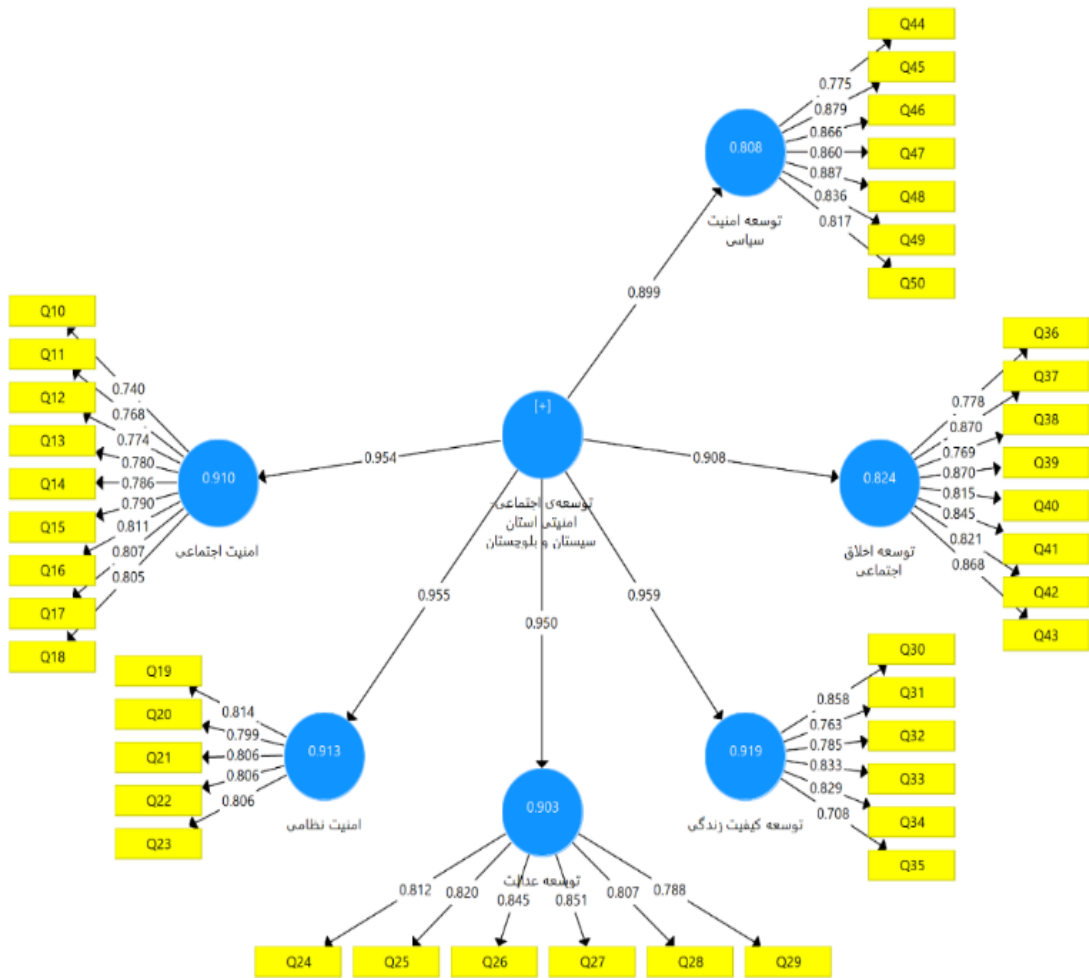 Q44
Q45
Q46
Q47
Q48
Q49
Q50
0.775
0.879
0.866
0.860
0.887
0.836
0.817
0.808
توسعه امنیت
سیاسی
0.899
Q10
Q11
Q12
Q13
Q14
Q15
Q16
Q17
Q18
0.740
0.768
0.774
0.780
0.786
0.790
0.811
0.807
0.805
0.910
امنیت اجتماعی
0.954
[+]
توسعه‌ی اجتماعی-
امنیتی استان
سیستان و بلوچستان
0.908
0.824
توسعه اخلاق
اجتماعی
0.778
0.870
0.769
0.870
0.815
0.845
0.821
0.868
Q36
Q37
Q38
Q39
Q40
Q41
Q42
Q43
0.955
0.950
0.959
Q19
Q20
Q21
Q22
Q23
0.814
0.799
0.806
0.806
0.806
0.913
امنیت نظامی
0.903
توسعه عدالت
0.812
0.820
0.845
0.851
0.807
0.788
Q24
Q25
Q26
Q27
Q28
Q29
0.919
توسعه کیفیت زندگی
0.858
0.763
0.785
0.833
0.829
0.708
Q30
Q31
Q32
Q33
Q34
Q35